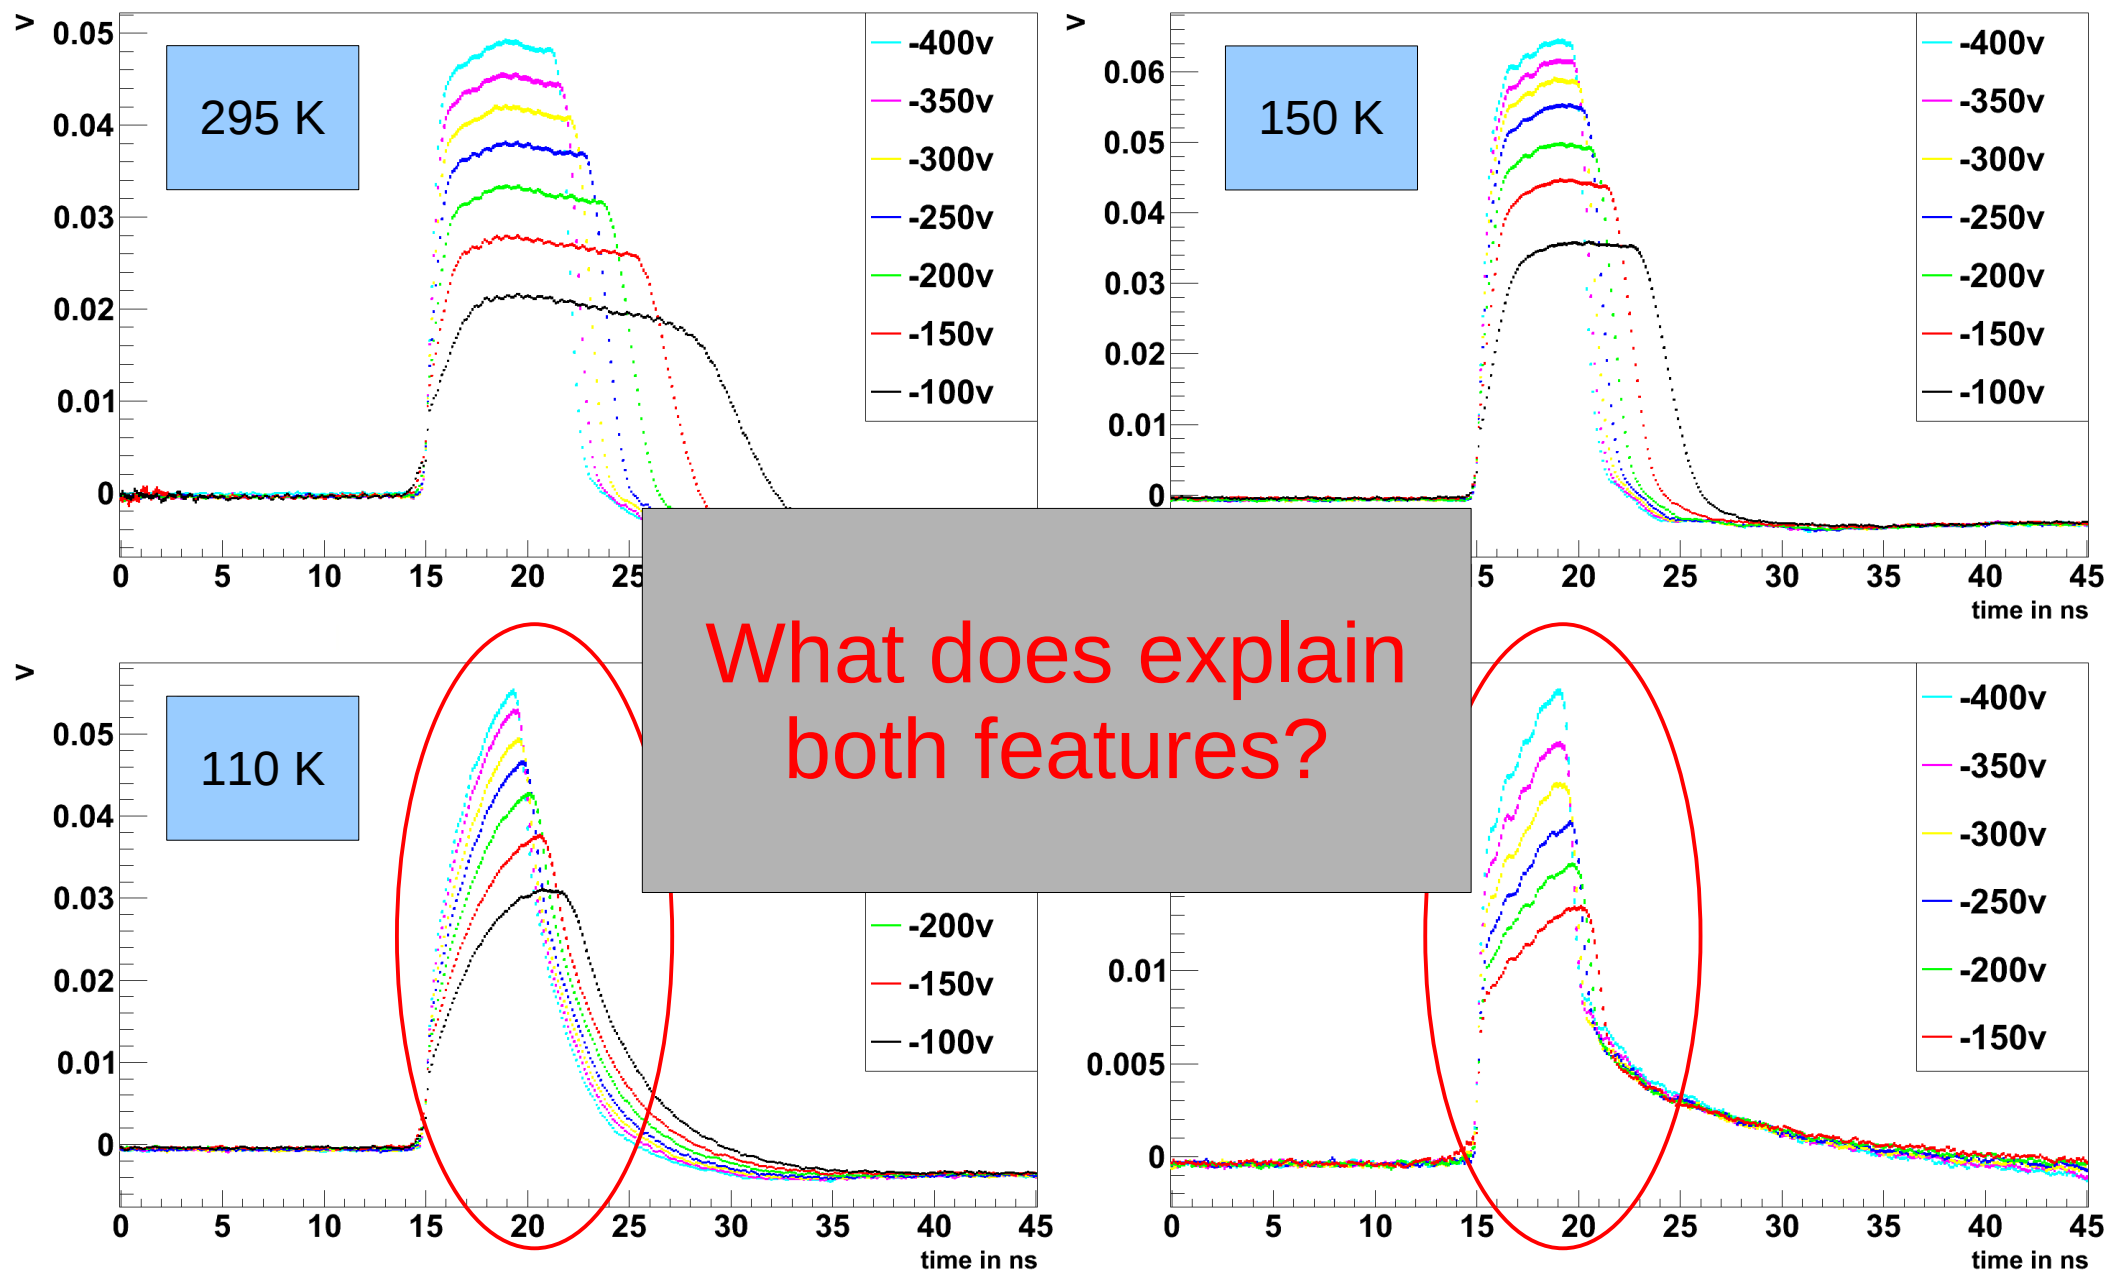 v
0.05
0.04
0.03
0.02
0.01
0
0 5 10 15 20 25
295 K
-400v
-350v
-300v
-250v
-200v
-150v
-100v
v
0.06
0.05
0.04
0.03
0.02
0.01
0
5 20 25 30 35 40 45
time in ns
150 K
-400v
-350v
-300v
-250v
-200v
-150v
-100v
What does explain
both features?
v
0.05
0.04
0.03
0.02
0.01
0
0 5 10 15 20 25 30 35 40 45
time in ns
110 K
-200v
-150v
-100v
0.01
0.005
0
0 5 10 15 20 25 30 35 40 45
time in ns
-400v
-350v
-300v
-250v
-200v
-150v